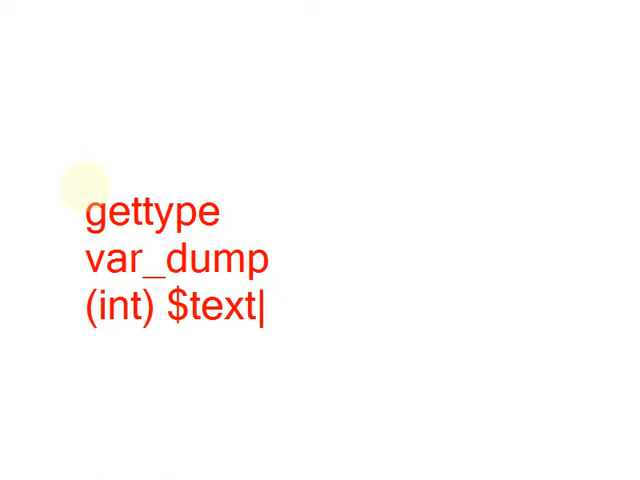 gettype
var_dump
(int) $text